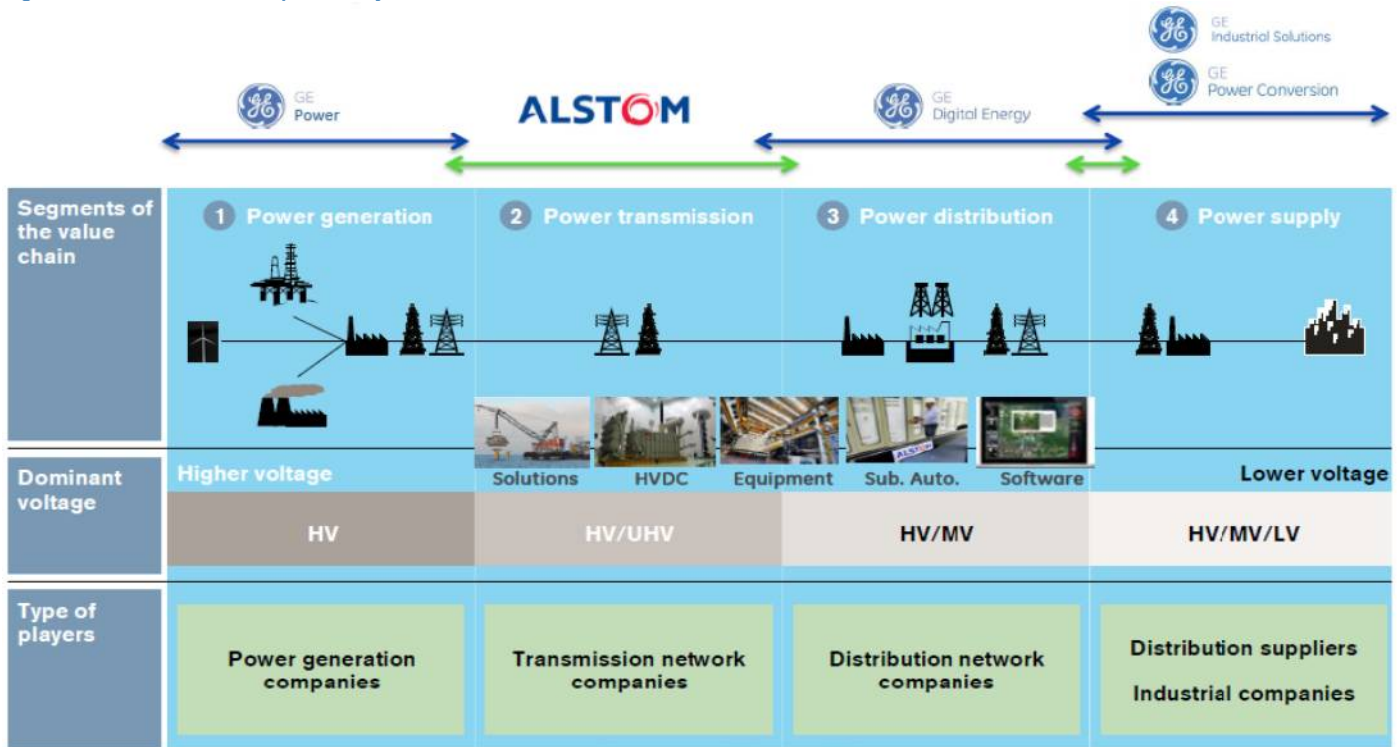 GE
Industrial Solutions
GE
Power Conversion
GE
Power
ALSTOM
GE
Digital Energy
Segments of
the value
chain
1 Power generation
2 Power transmission
3 Power distribution
4 Power supply
ALSTOM
Solutions
HVDC
Equipment
Sub. Auto.
Software
Dominant
voltage
Higher voltage
Lower voltage
HV
HV/UHV
HV/MV
HV/MV/LV
Type of
players
Power generation
companies
Transmission network
companies
Distribution network
companies
Distribution suppliers
Industrial companies